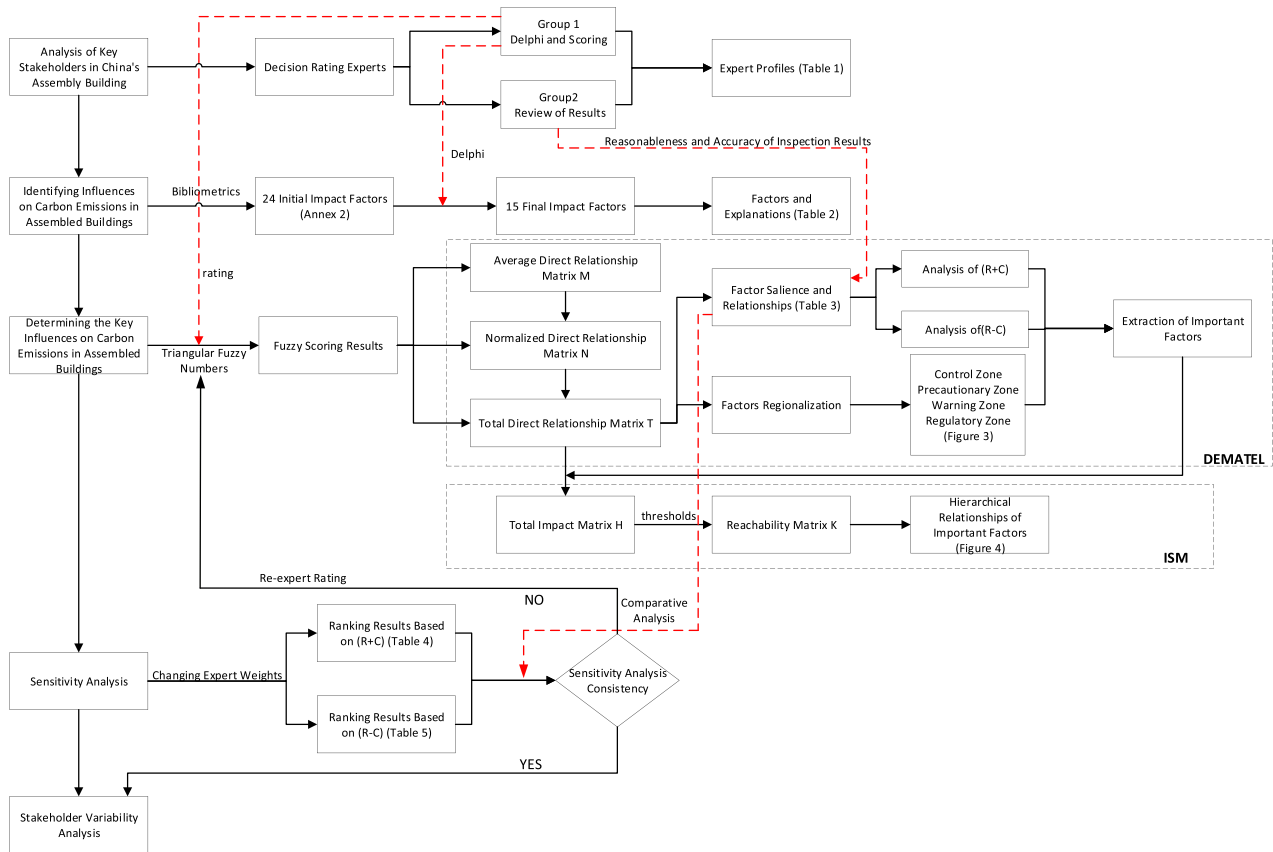 Group 1
Delphi and Scoring
Analysis of Key
Stakeholders in China's
Assembly Building
Decision Rating Experts
Expert Profiles (Table 1)
Group2
Review of Results
Reasonableness and Accuracy of Inspection Results
Delphi
Identifying Influences
on Carbon Emissions in
Assembled Buildings
Bibliometrics
24 Initial Impact Factors
(Annex 2)
15 Final Impact Factors
Factors and
Explanations (Table 2)
rating
Average Direct Relationship
Matrix M
Factor Salience and
Relationships (Table 3)
Analysis of (R+C)
Determining the Key
Influences on Carbon
Emissions in Assembled
Buildings
Triangular Fuzzy
Numbers
Fuzzy Scoring Results
Normalized Direct Relationship
Matrix N
Analysis of(R-C)
Extraction of Important
Factors
Total Direct Relationship Matrix T
Factors Regionalization
Control Zone
Precautionary Zone
Warning Zone
Regulatory Zone
(Figure 3)
DEMATEL
Total Impact Matrix H
thresholds
Reachability Matrix K
Hierarchical
Relationships of
Important Factors
(Figure 4)
ISM
Re-expert Rating
NO
Comparative
Analysis
Ranking Results Based
on (R+C) (Table 4)
Sensitivity Analysis
Changing Expert Weights
Sensitivity Analysis
Consistency
Ranking Results Based
on (R-C) (Table 5)
YES
Stakeholder Variability
Analysis